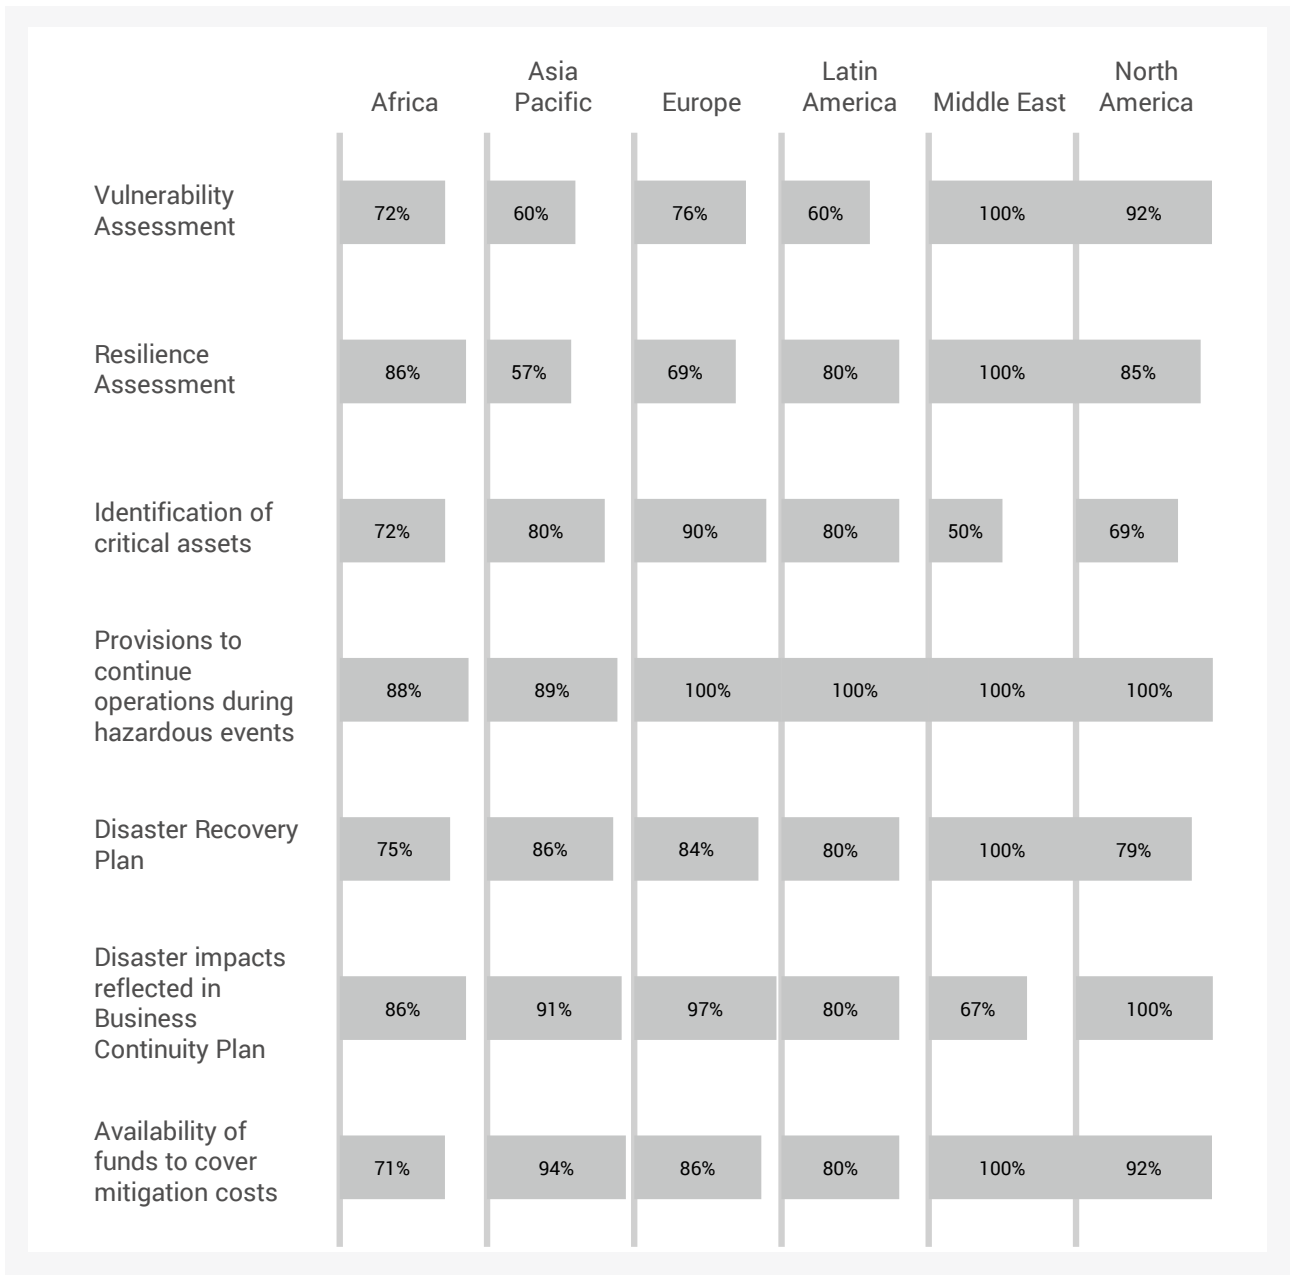 Africa
Asia
Pacific
Europe
Latin
America
Middle East
North
America
Vulnerability
Assessment
72%
60%
76%
60%
100%
92%
Resilience
Assessment
86%
57%
69%
80%
100%
85%
Identification of
critical assets
72%
80%
90%
80%
50%
69%
Provisions to
continue
operations during
hazardous events
88%
89%
100%
100%
100%
100%
Disaster Recovery
Plan
75%
86%
84%
80%
100%
79%
Disaster impacts
reflected in
Business
Continuity Plan
86%
91%
97%
80%
67%
100%
Availability of
funds to cover
mitigation costs
71%
94%
86%
80%
100%
92%